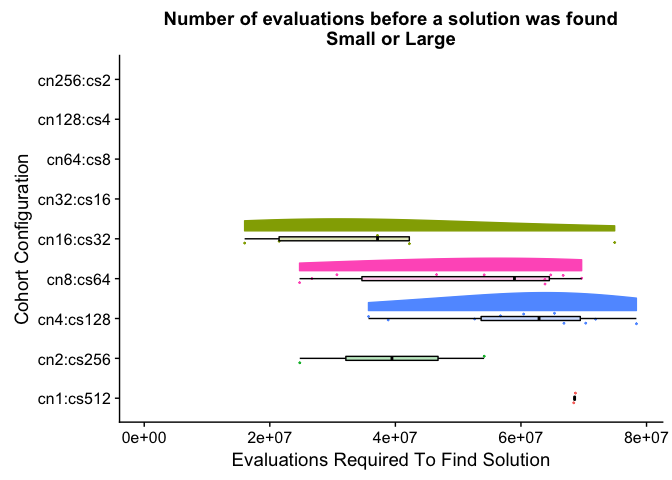 Number of evaluations before a solution was found
Small or Large
Cohort Configuration
cn256:cs2
cn128:cs4
cn64:cs8
cn32:cs16
cn16:cs32
cn8:cs64
cn4:cs128
cn2:cs256
cn1:cs512
0e+00 2e+07 4e+07 6e+07 8e+07
Evaluations Required To Find Solution